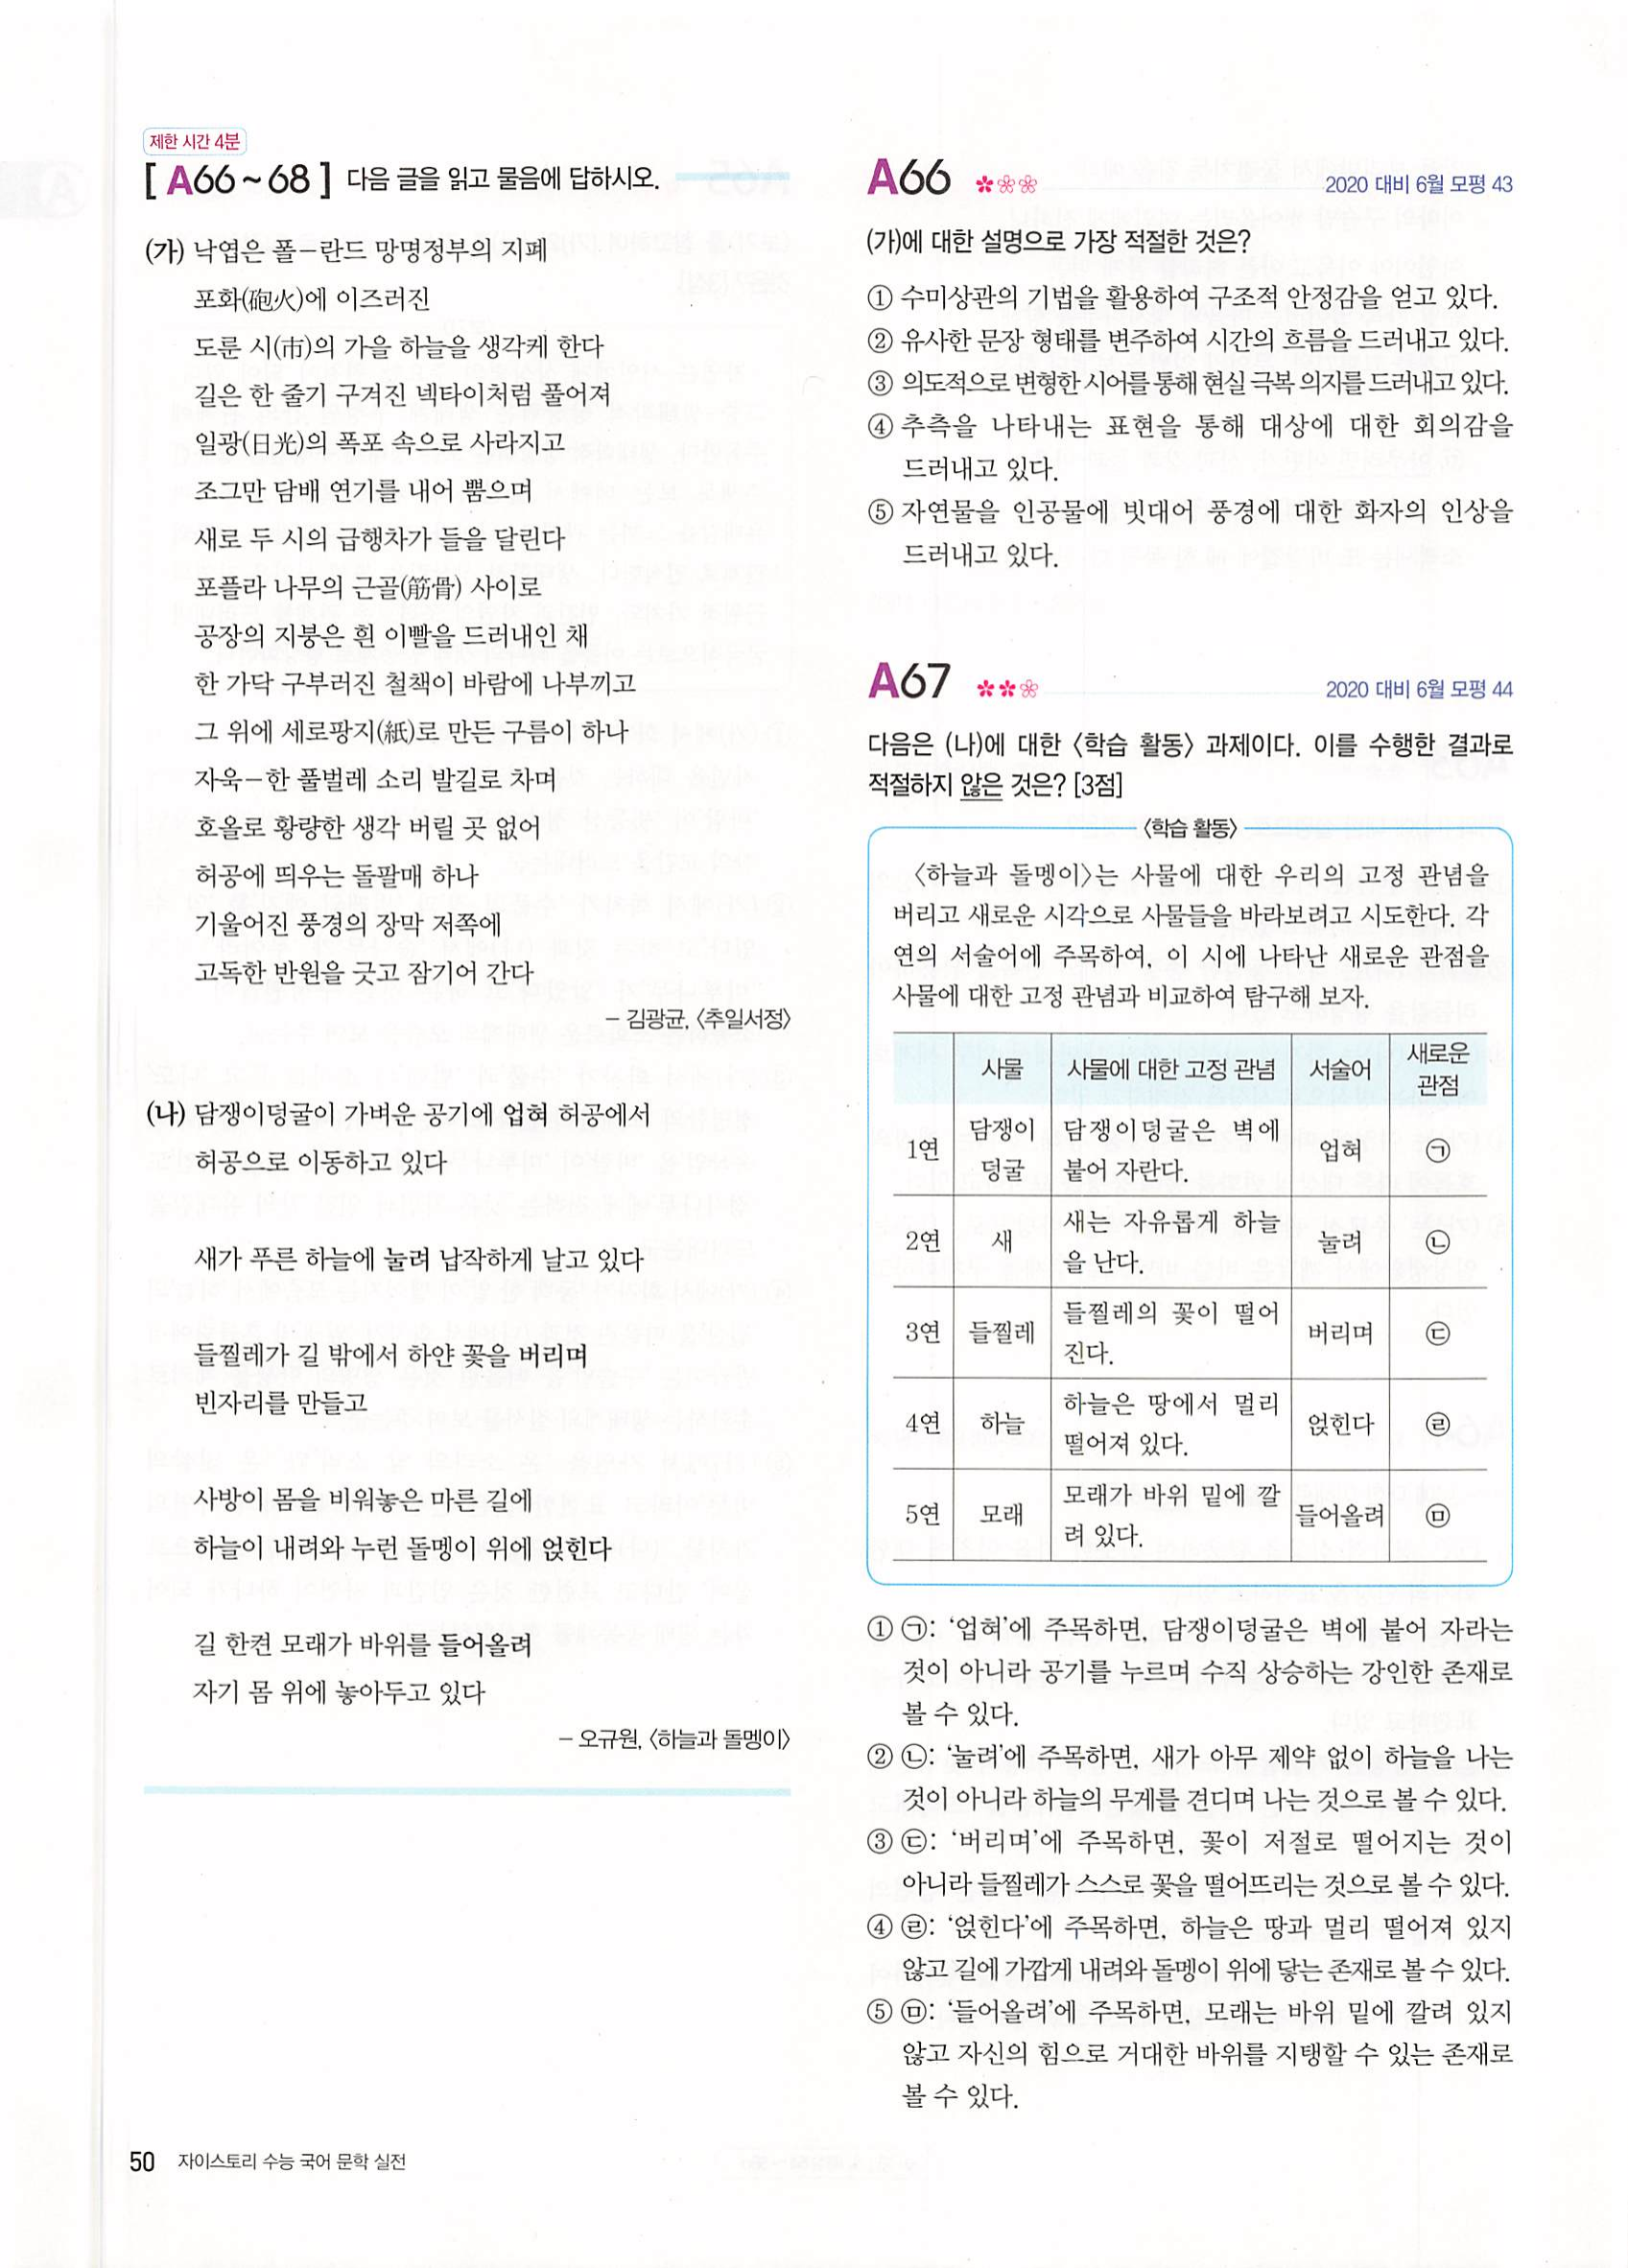 제한 시간 4분
[ A66 ~ 68 ] 다음 글을 읽고 물음에 답하시오.
(가) 낙엽은 폴-란드 망명정부의 지폐
포화(砲火)에 이즈러진
도룬 시(市)의 가을 하늘을 생각케 한다
길은 한 줄기 구겨진 넥타이처럼 풀어져
일광(日光)의 폭포 속으로 사라지고
조그만 담배 연기를 내어 뿜으며
새로 두 시의 급행차가 들을 달린다
포플라 나무의 근골(筋骨) 사이로
공장의 지붕은 흰 이빨을 드러내인 채
한 가닥 구부러진 철책이 바람에 나부끼고
그 위에 세로팡지(紙)로 만든 구름이 하나
자욱-한 풀벌레 소리 발길로 차며
호올로 황량한 생각 버릴 곳 없어
허공에 띄우는 돌팔매 하나
기울어진 풍경의 장막 저쪽에
고독한 반원을 긋고 잠기어 간다
- 김광균, 〈추일서정〉
(나) 담쟁이덩굴이 가벼운 공기에 업혀 허공에서
허공으로 이동하고 있다
새가 푸른 하늘에 눌려 납작하게 날고 있다
들찔레가 길 밖에서 하얀 꽃을 버리며
빈자리를 만들고
사방이 몸을 비워놓은 마른 길에
하늘이 내려와 누런 돌멩이 위에 얹힌다
길 한켠 모래가 바위를 들어올려
자기 몸 위에 놓아두고 있다
- 오규원, 〈하늘과 돌멩이〉
A66
2020 대비 6월 모평 43
(가)에 대한 설명으로 가장 적절한 것은?
① 수미상관의 기법을 활용하여 구조적 안정감을 얻고 있다.
② 유사한 문장 형태를 변주하여 시간의 흐름을 드러내고 있다.
③ 의도적으로 변형한 시어를 통해 현실 극복 의지를 드러내고 있다.
④ 추측을 나타내는 표현을 통해 대상에 대한 회의감을
드러내고 있다.
⑤ 자연물을 인공물에 빗대어 풍경에 대한 화자의 인상을
드러내고 있다.
A67
2020 대비 6월 모평 44
다음은 (나)에 대한 〈학습 활동〉 과제이다. 이를 수행한 결과로
적절하지 않은 것은? [3점]
〈학습 활동〉
〈하늘과 돌멩이〉는 사물에 대한 우리의 고정 관념을
버리고 새로운 시각으로 사물들을 바라보려고 시도한다. 각
연의 서술어에 주목하여, 이 시에 나타난 새로운 관점을
사물에 대한 고정 관념과 비교하여 탐구해 보자.
사물 사물에 대한 고정 관념 서술어 새로운
관점
1연 담쟁이
덩굴 담쟁이덩굴은 벽에
붙어 자란다. 업혀 ㉠
2연 새 새는 자유롭게 하늘
을 난다. 눌려 ㉡
3연 들찔레 들찔레의 꽃이 떨어
진다. 버리며 ㉢
4연 하늘 하늘은 땅에서 멀리
떨어져 있다. 얹힌다 ㉣
5연 모래 모래가 바위 밑에 깔
려 있다. 들어올려 ㉤
① ㉠: '업혀'에 주목하면, 담쟁이덩굴은 벽에 붙어 자라는
것이 아니라 공기를 누르며 수직 상승하는 강인한 존재로
볼 수 있다.
② ㉡: '눌려'에 주목하면, 새가 아무 제약 없이 하늘을 나는
것이 아니라 하늘의 무게를 견디며 나는 것으로 볼 수 있다.
③ ㉢: '버리며'에 주목하면, 꽃이 저절로 떨어지는 것이
아니라 들찔레가 스스로 꽃을 떨어뜨리는 것으로 볼 수 있다.
④ ㉣: '얹힌다'에 주목하면, 하늘은 땅과 멀리 떨어져 있지
않고 길에 가깝게 내려와 돌멩이 위에 닿는 존재로 볼 수 있다.
⑤ ㉤: '들어올려'에 주목하면, 모래는 바위 밑에 깔려 있지
않고 자신의 힘으로 거대한 바위를 지탱할 수 있는 존재로
볼 수 있다.
50 자이스토리 수능 국어 문학 실전